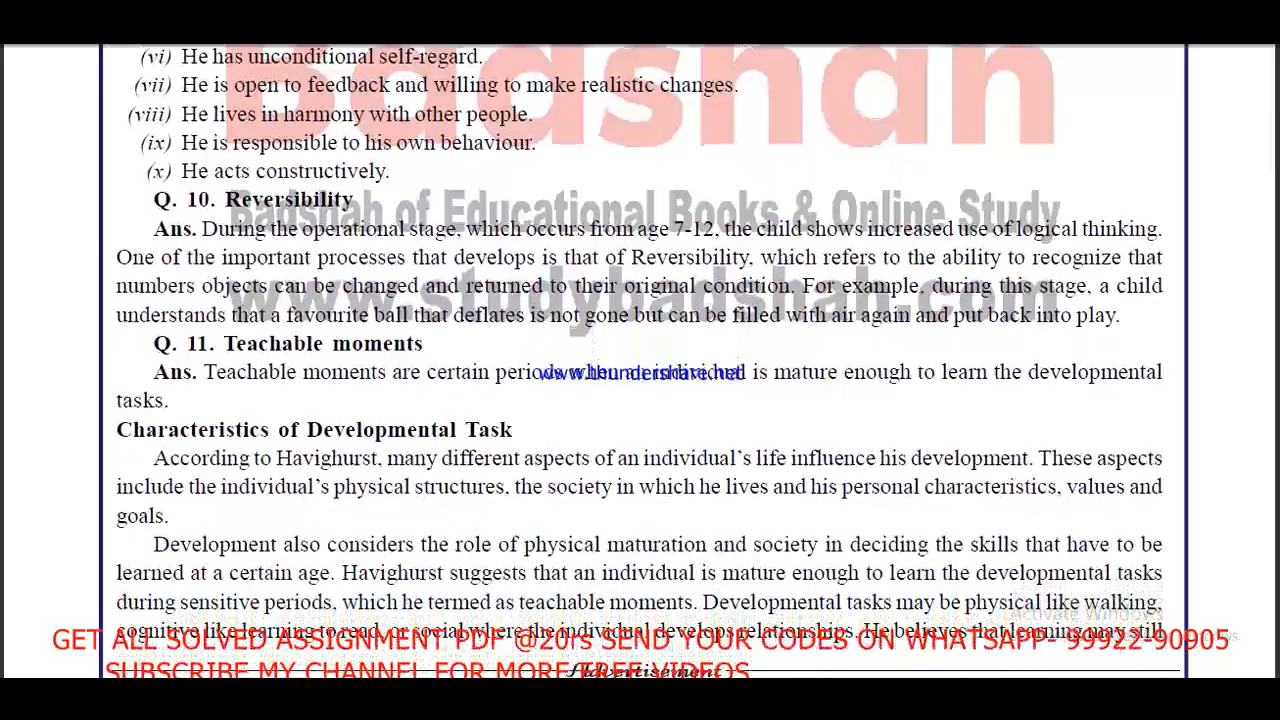 Badshah
(vi) He has unconditional self-regard.
(vii) He is open to feedback and willing to make realistic changes.
(viii) He lives in harmony with other people.
(ix) He is responsible to his own behaviour.
(x) He acts constructively.
Q. 10. Reversibility
Badshah of Educational Books & Online Study
Ans. During the operational stage, which occurs from age 7-12, the child shows increased use of logical thinking.
One of the important processes that develops is that of Reversibility, which refers to the ability to recognize that
numbers objects can be changed and returned to their original condition. For example, during this stage, a child
www.studybadshah.com
understands that a favourite ball that deflates is not gone but can be filled with air again and put back into play.
Q. 11. Teachable moments
Ans. Teachable moments are certain periods when an individual is mature enough to learn the developmental
www.thundershare.net
tasks.
Characteristics of Developmental Task
According to Havighurst, many different aspects of an individual's life influence his development. These aspects
include the individual's physical structures, the society in which he lives and his personal characteristics, values and
goals.
Development also considers the role of physical maturation and society in deciding the skills that have to be
learned at a certain age. Havighurst suggests that an individual is mature enough to learn the developmental tasks
during sensitive periods, which he termed as teachable moments. Developmental tasks may be physical like walking,
Activate Windows
cognitive like learning to read, or social where the individual develops relationships. He believes that learning may still
GET ALL SOLVED ASSIGNMENT PDF @20rs SEND YOUR CODES ON WHATSAPP- 99922-90905
SUBSCRIBE MY CHANNEL FOR MORE
VIDEOS
Advertisement